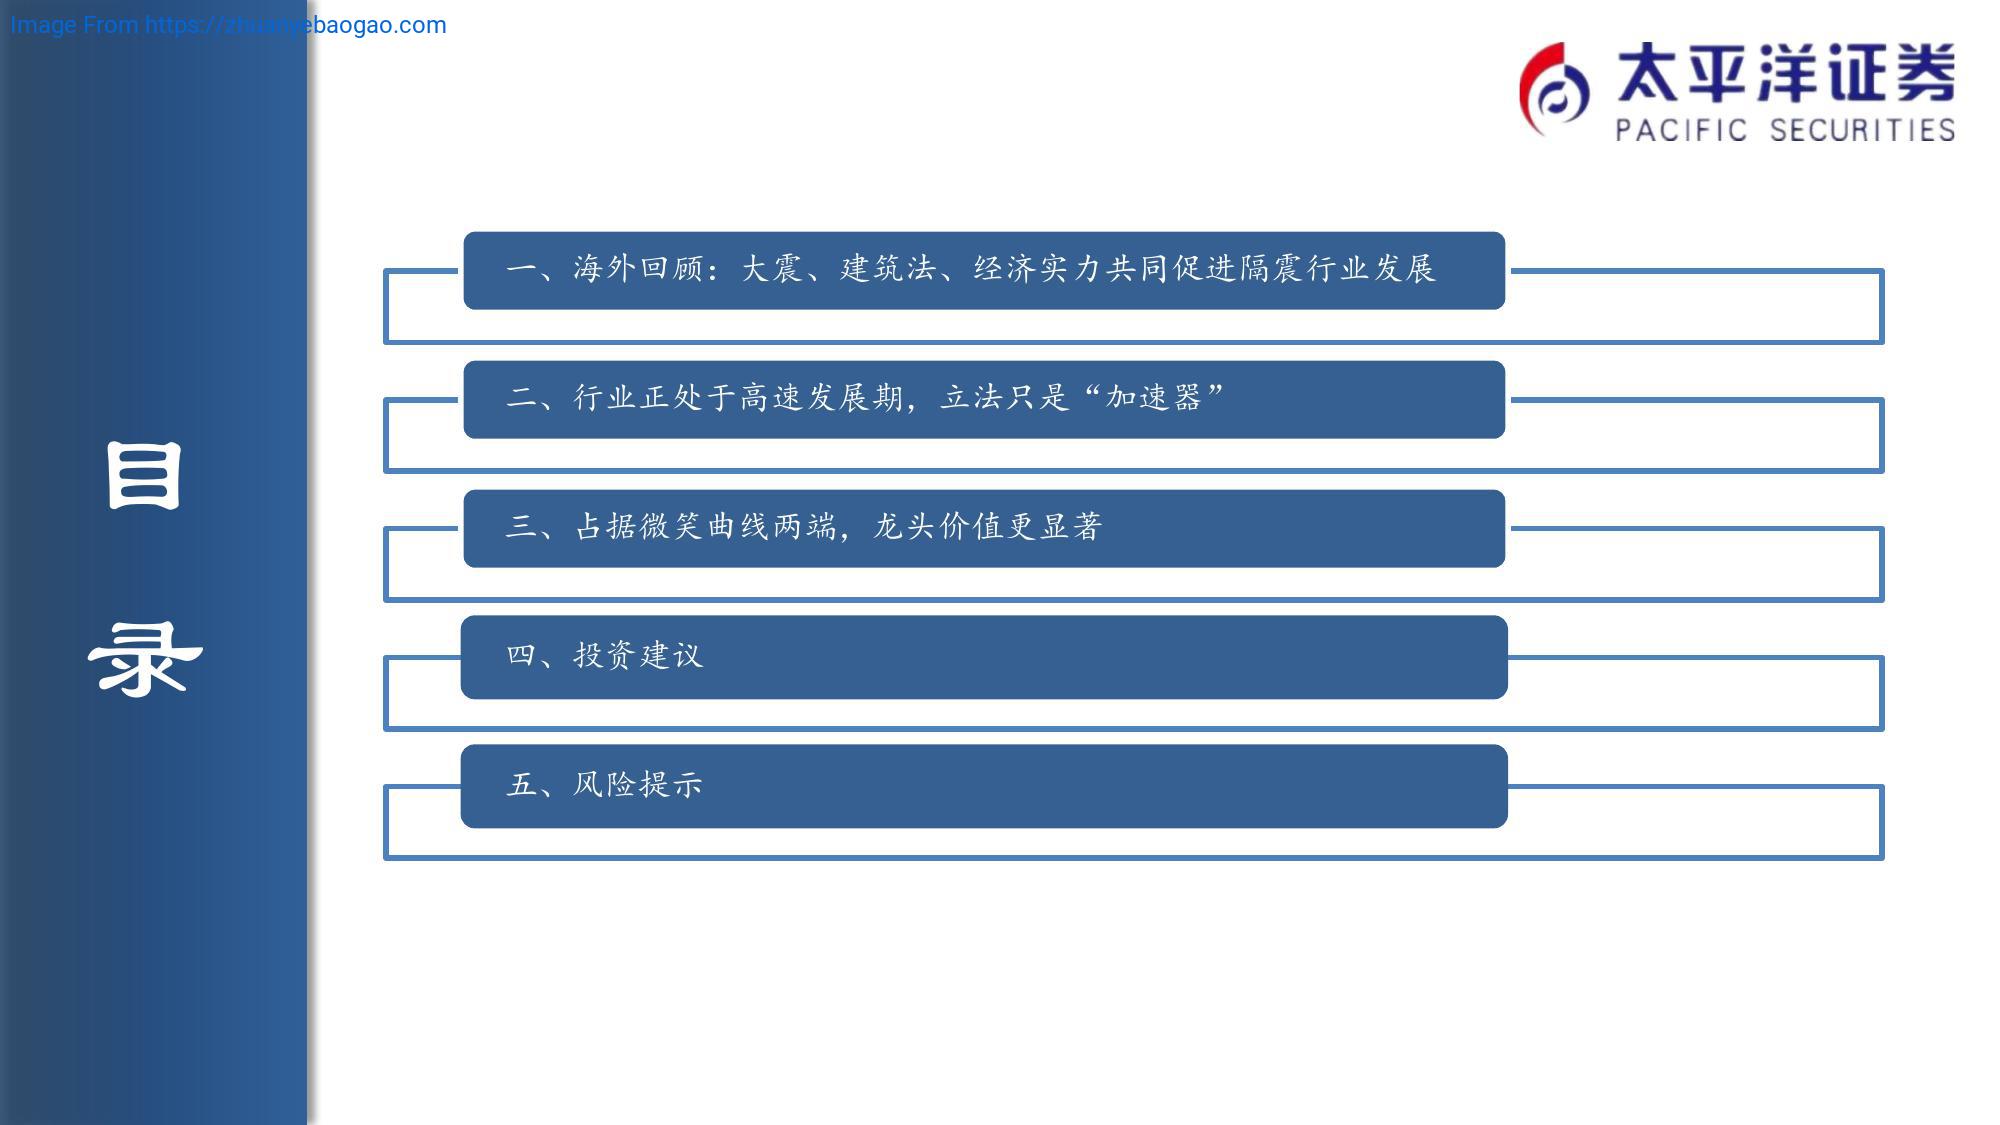 Image From https://zhuanyebaogao.com
太平洋证券
PACIFIC SECURITIES
目
录
一、海外回顾：大震、建筑法、经济实力共同促进隔震行业发展
二、行业正处于高速发展期，立法只是“加速器”
三、占据微笑曲线两端，龙头价值更显著
四、投资建议
五、风险提示